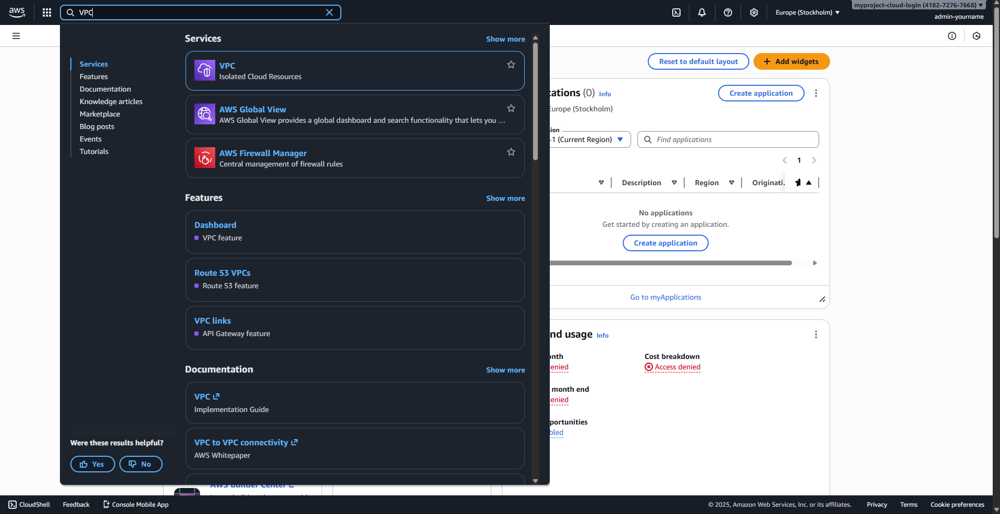 aws
VPC
Europe (Stockholm)
myproject-cloud-login (4182-7276-7668)
admin-yourname
Services
Features
Documentation
Knowledge articles
Marketplace
Blog posts
Events
Tutorials
Were these results helpful?
Yes
No
Services
Show more
VPC
Isolated Cloud Resources
AWS Global View
AWS Global View provides a global dashboard and search functionality that lets you ...
AWS Firewall Manager
Central management of firewall rules
Features
Show more
Dashboard
VPC feature
Route 53 VPCs
Route 53 feature
VPC links
API Gateway feature
Documentation
Show more
VPC
Implementation Guide
VPC to VPC connectivity
AWS Whitepaper
AWS Builder Center
Reset to default layout
Add widgets
cations (0) Info
Create application
Europe (Stockholm)
ion
-1 (Current Region)
Find applications
1
Description
Region
Originati.
No applications
Get started by creating an application.
Create application
Go to myApplications
nd usage Info
onth
enied
Cost breakdown
Access denied
month end
enied
portunities
bled
CloudShell
Feedback
Console Mobile App
© 2025, Amazon Web Services, Inc. or its affiliates.
Privacy
Terms
Cookie preferences